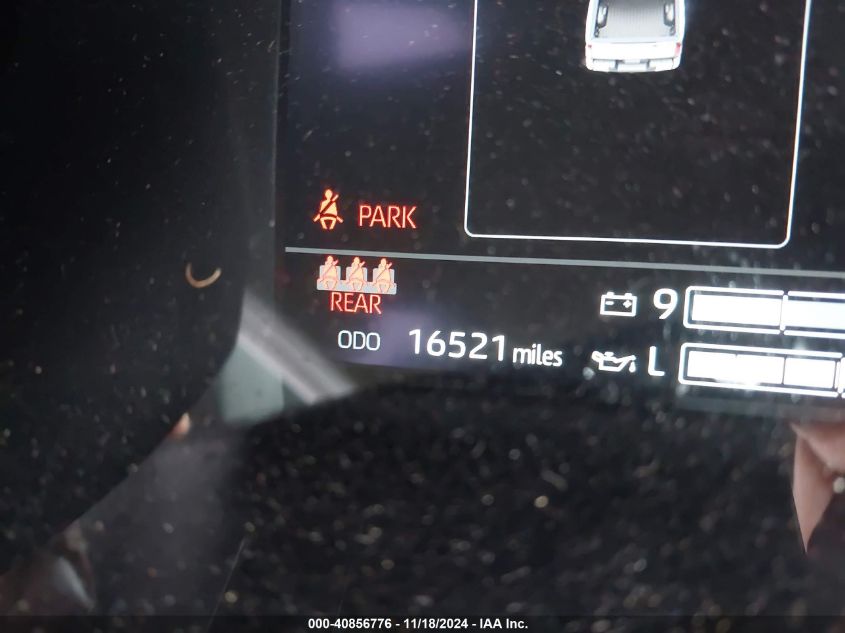 PARK
REAR
ODO 16521 miles
9
L
000-40856776 - 11/18/2024 - IAA Inc.